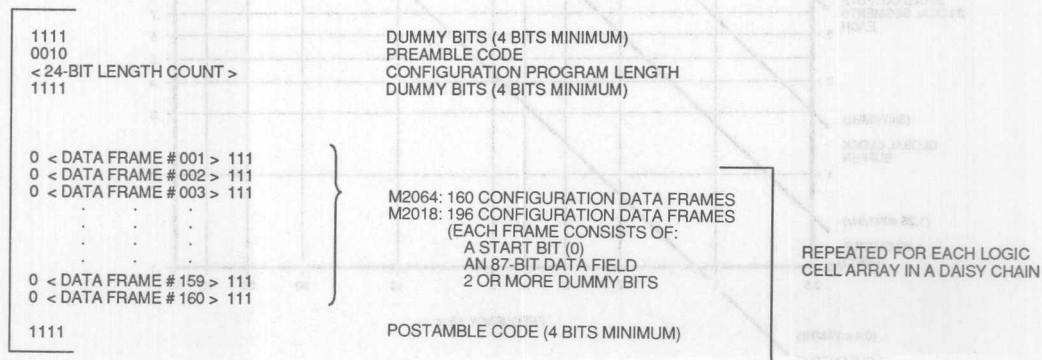 1111 DUMMY BITS (4 BITS MINIMUM)
0010 PREAMBLE CODE
< 24-BIT LENGTH COUNT > CONFIGURATION PROGRAM LENGTH
1111 DUMMY BITS (4 BITS MINIMUM)
0 < DATA FRAME # 001 > 111
0 < DATA FRAME # 002 > 111
0 < DATA FRAME # 003 > 111
. . .
. . .
. . .
. . .
0 < DATA FRAME # 159 > 111
0 < DATA FRAME # 160 > 111
M2064: 160 CONFIGURATION DATA FRAMES
M2018: 196 CONFIGURATION DATA FRAMES
(EACH FRAME CONSISTS OF:
A START BIT (0)
AN 87-BIT DATA FIELD
2 OR MORE DUMMY BITS
REPEATED FOR EACH LOGIC
CELL ARRAY IN A DAISY CHAIN
1111 POSTAMBLE CODE (4 BITS MINIMUM)